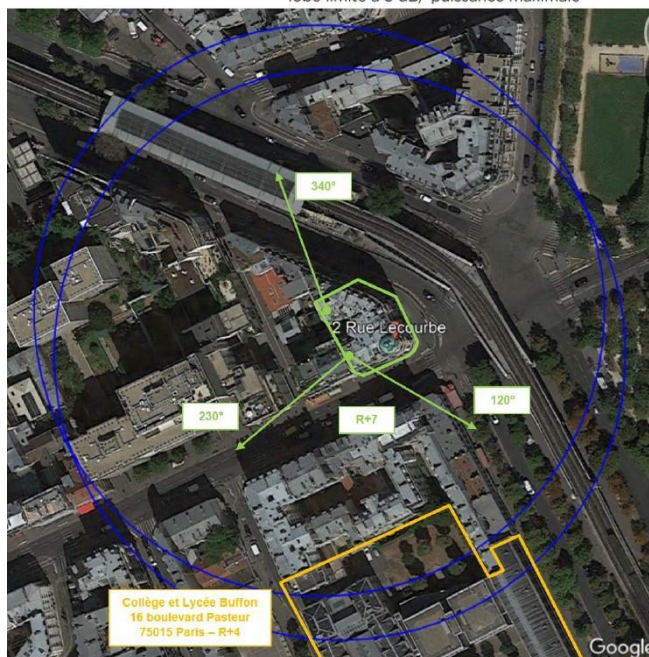 340°
2 Rue Lecourbe
120°
230°
R+7
Collège et Lycée Buffon
16 boulevard Pasteur
75015 Paris – R+4
Google